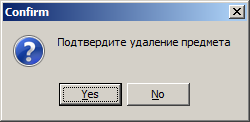 Confirm
Подтвердите удаление предмета
Yes
No